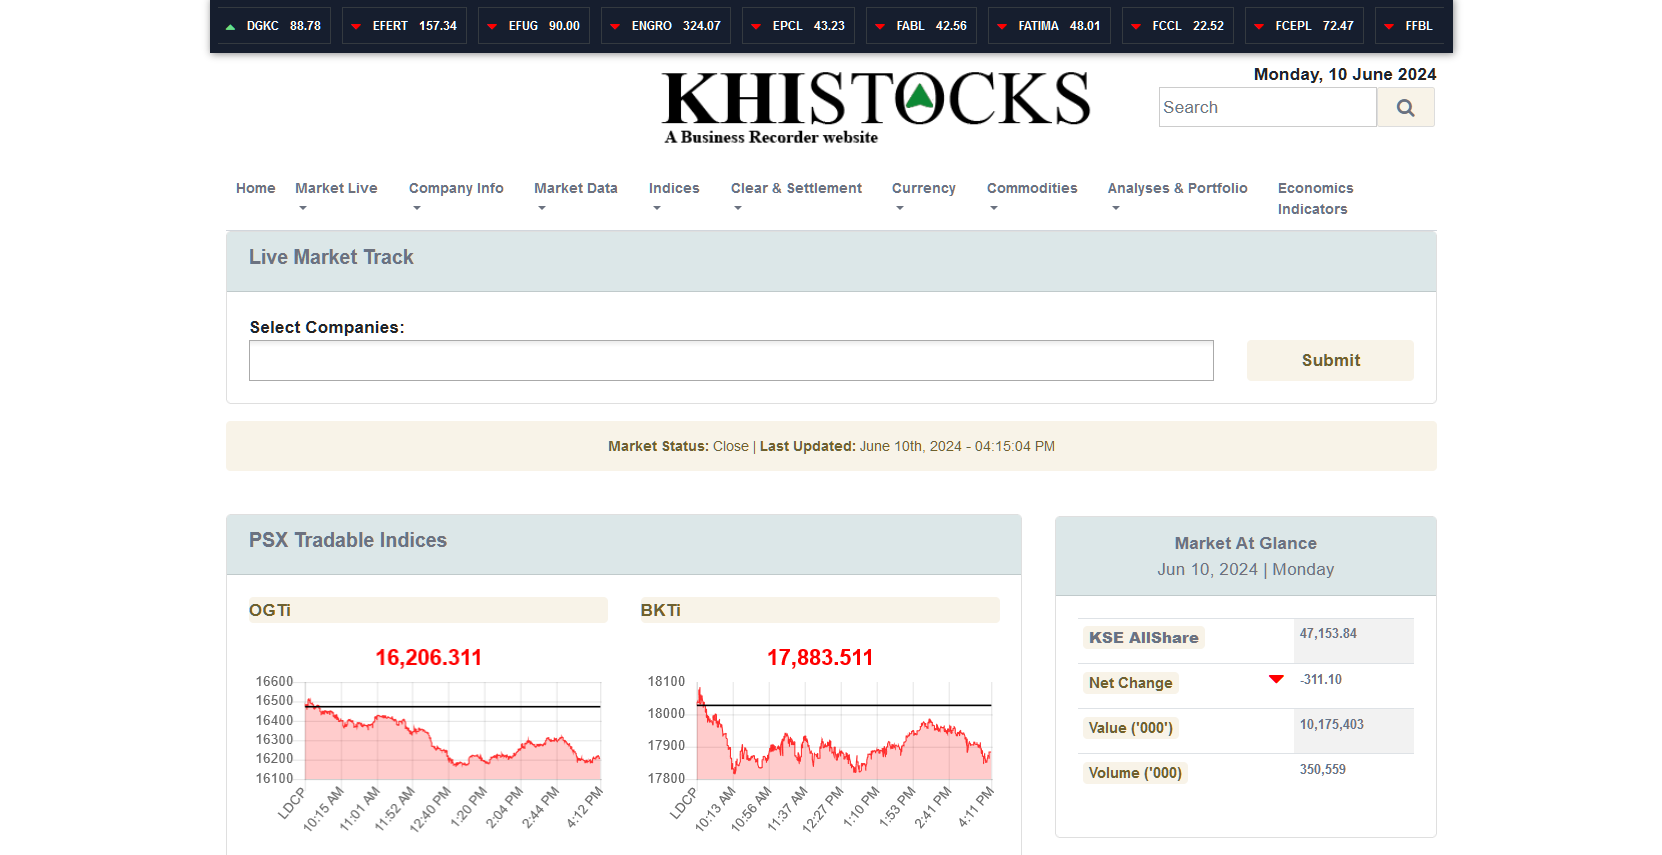 DGKC 88.78 EFERT 157.34 EFUG 90.00 ENGRO 324.07 EPCL 43.23 FABL 42.56 FATIMA 48.01 FCCL 22.52 FCEPL 72.47 FFBL
Monday, 10 June 2024
KHISTOCKS
A Business Recorder website
Search
Home Market Live Company Info Market Data Indices Clear & Settlement Currency Commodities Analyses & Portfolio Economics
Indicators
Live Market Track
Select Companies:
Submit
Market Status: Close | Last Updated: June 10th, 2024 - 04:15:04 PM
PSX Tradable Indices
OGTi
16,206.311
16600
16500
16400
16300
16200
16100
LDCP 10:15 AM 11:01 AM 11:52 AM 12:40 PM 1:20 PM 2:04 PM 2:44 PM 4:12 PM
BKTi
17,883.511
18100
18000
17900
17800
LDCP 10:13 AM 10:56 AM 11:37 AM 12:27 PM 1:10 PM 1:53 PM 2:41 PM 4:11 PM
Market At Glance
Jun 10, 2024 | Monday
KSE AllShare 47,153.84
Net Change -311.10
Value ('000') 10,175,403
Volume ('000) 350,559